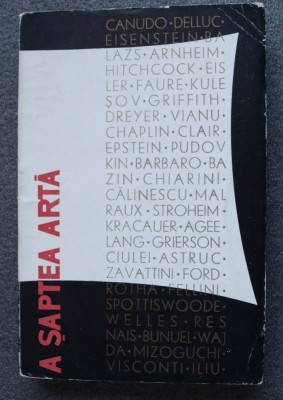 CANUDO·DELLUC·
EISENSTEIN·BA
LAZS·ARNHEIM·
HITCHCOCK·EIS
LER·FAURE·KULE
ȘOV·GRIFFITH·
DREYER·VIANU·
CHAPLIN·CLAIR·
EPSTEIN·PUDOV
KIN·BARBARO·BA
ZIN·CHIARINI·
CĂLINESCU·MAL
RAUX·STROHEIM·
KRACAUER·AGEE·
LANG·GRIERSON·
CIULEI·ASTRUC·
ZAVATTINI·FORD·
ROTHA·FELLINI·
SPOTTISWOODE·
WELLES·RES
NAIS·BUNUEL·WAJ
DA·MIZOGUCHI·
VISCONTI·ILIU·
A ȘAPTEA ARTĂ